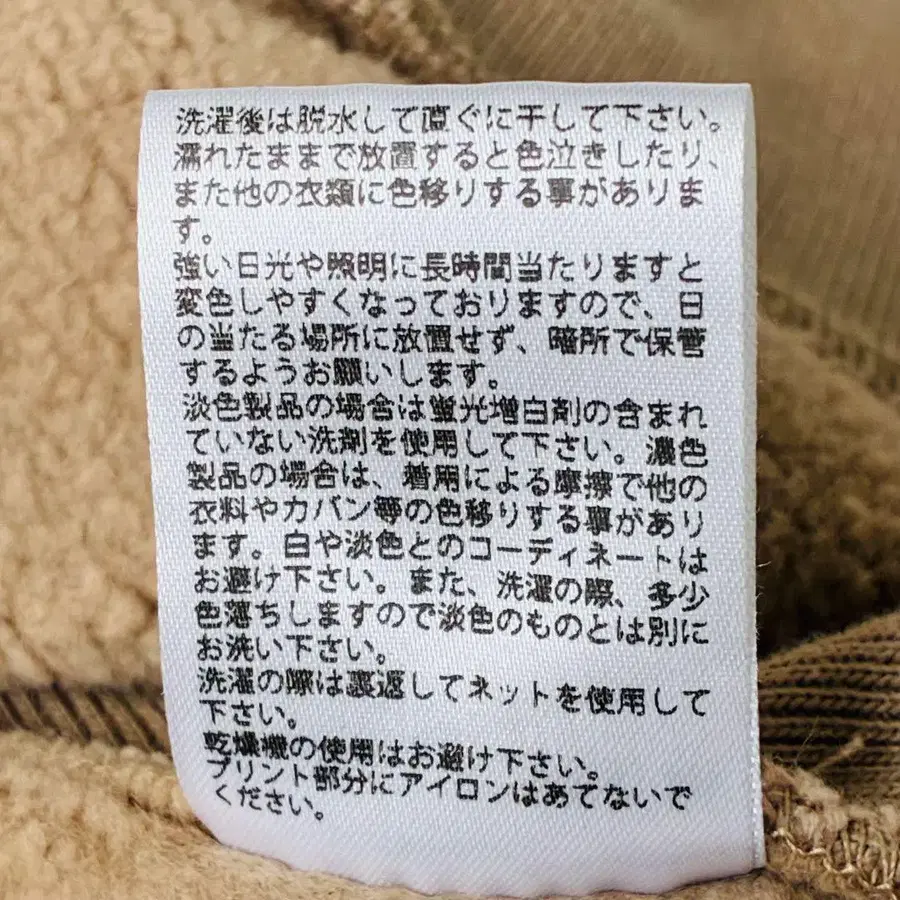 洗濯後は脱水して直ぐに干して下さい。
濡れたままで放置すると色泣きしたり、
また他の衣類に色移りする事がありま
す。
強い日光や照明に長時間当たりますと
変色しやすくなっておりますので、日
の当たる場所に放置せず、暗所で保管
するようお願いします。
淡色製品の場合は蛍光増白剤の含まれ
ていない洗剤を使用して下さい。濃色
製品の場合は、着用による摩擦で他の
衣料やカバン等の色移りする事があり
ます。白や淡色とのコーディネートは
お避け下さい。また、洗濯の際、多少
色落ちしますので淡色のものとは別に
お洗い下さい。
洗濯の際は裏返してネットを使用して
下さい。
乾燥機の使用はお避け下さい。
プリント部分にアイロンはあてないで
ください。